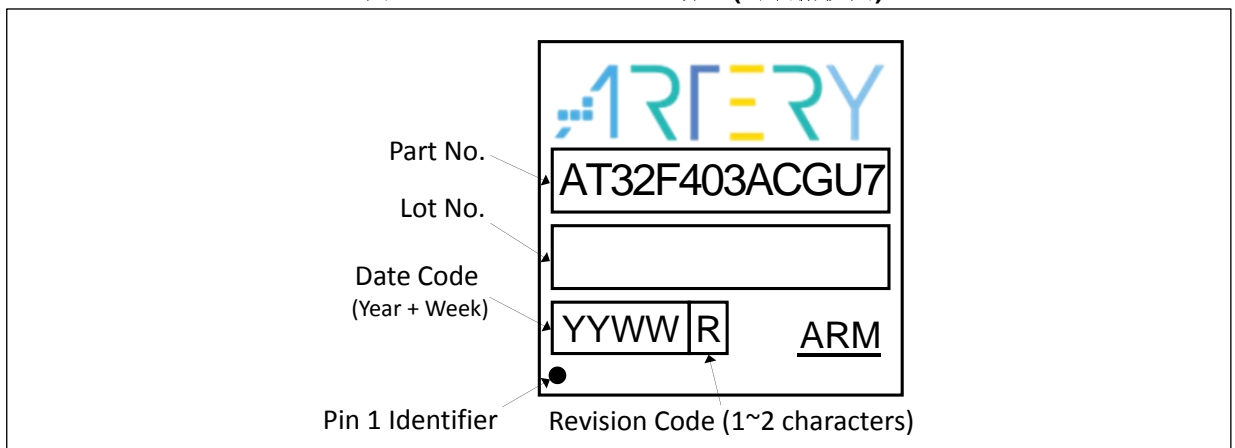 ARTERY
Part No.
AT32F403ACGU7
Lot No.
Date Code
(Year + Week)
YYWW R
ARM
Pin 1 Identifier
Revision Code (1~2 characters)